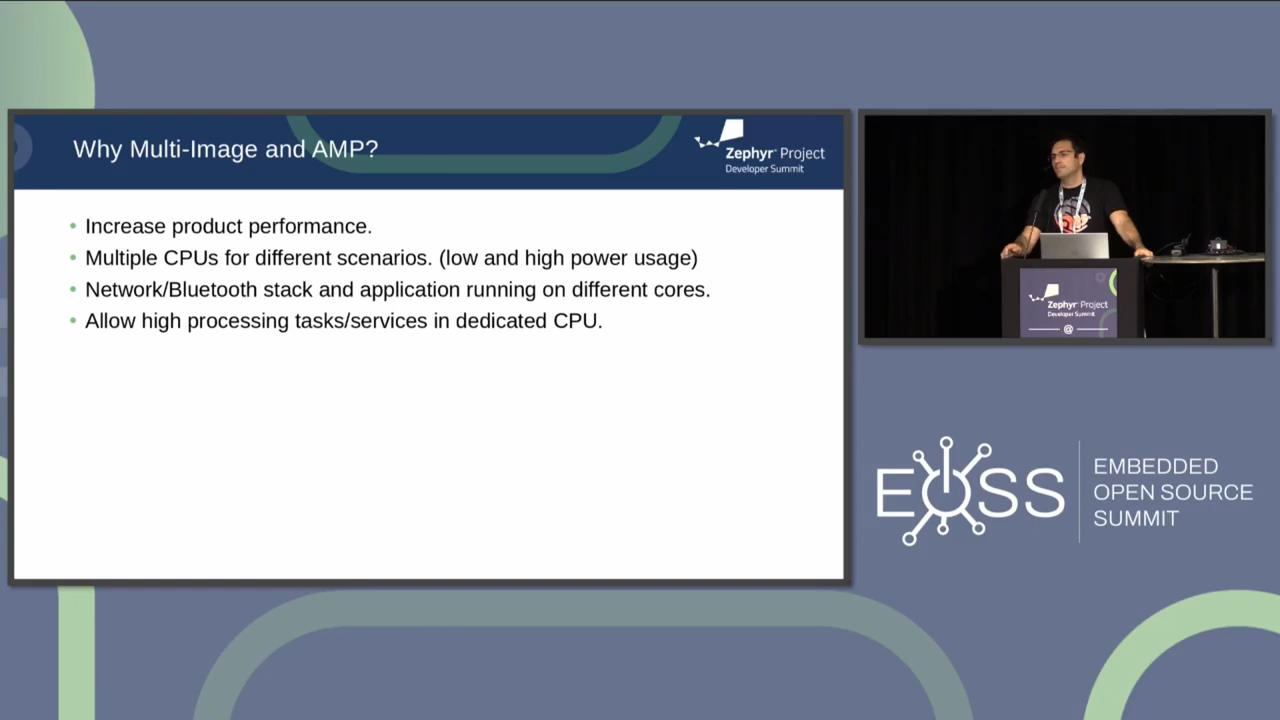 Why Multi-Image and AMP?
Zephyr™ Project
Developer Summit
• Increase product performance.
• Multiple CPUs for different scenarios. (low and high power usage)
• Network/Bluetooth stack and application running on different cores.
• Allow high processing tasks/services in dedicated CPU.
Zephyr Project
Developer Summit
@
EOSS
EMBEDDED
OPEN SOURCE
SUMMIT